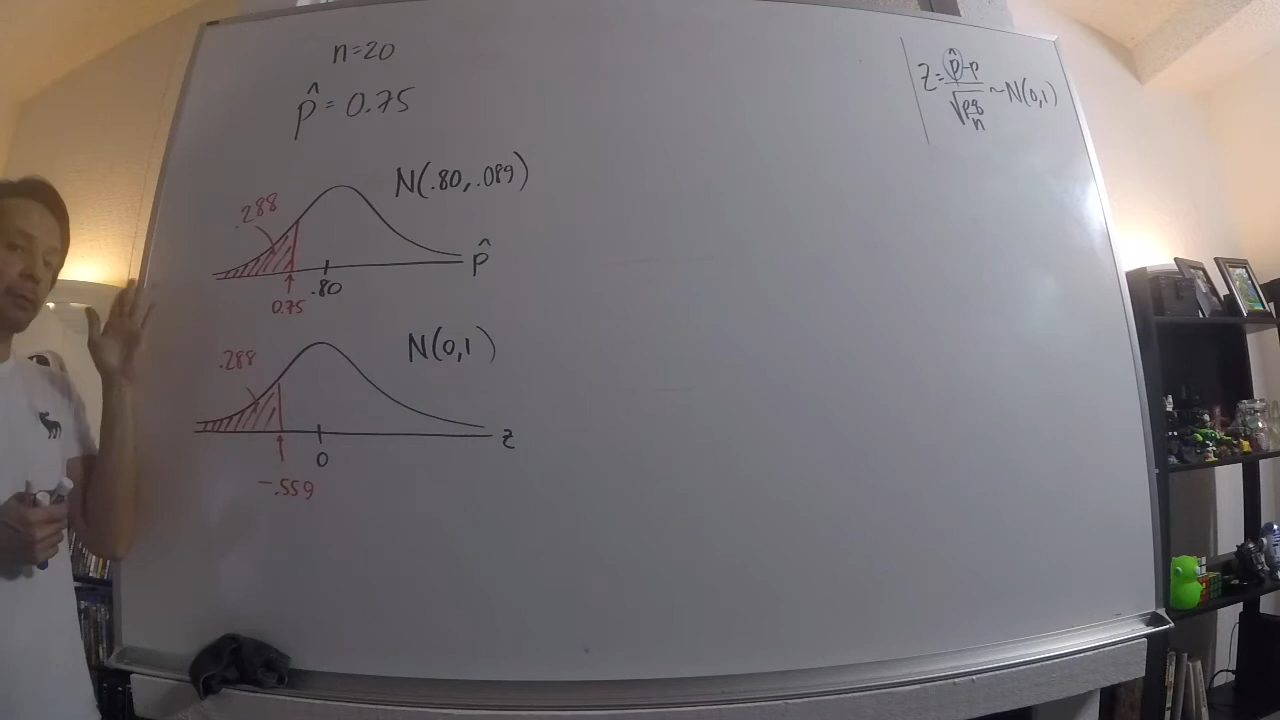 n=20
p̂ = 0.75
N(.80, .089)
.288
p̂
.80
0.75
N(0,1)
.288
z
0
-.559
Z = (p̂-p)/√(pq/n) ~ N(0,1)